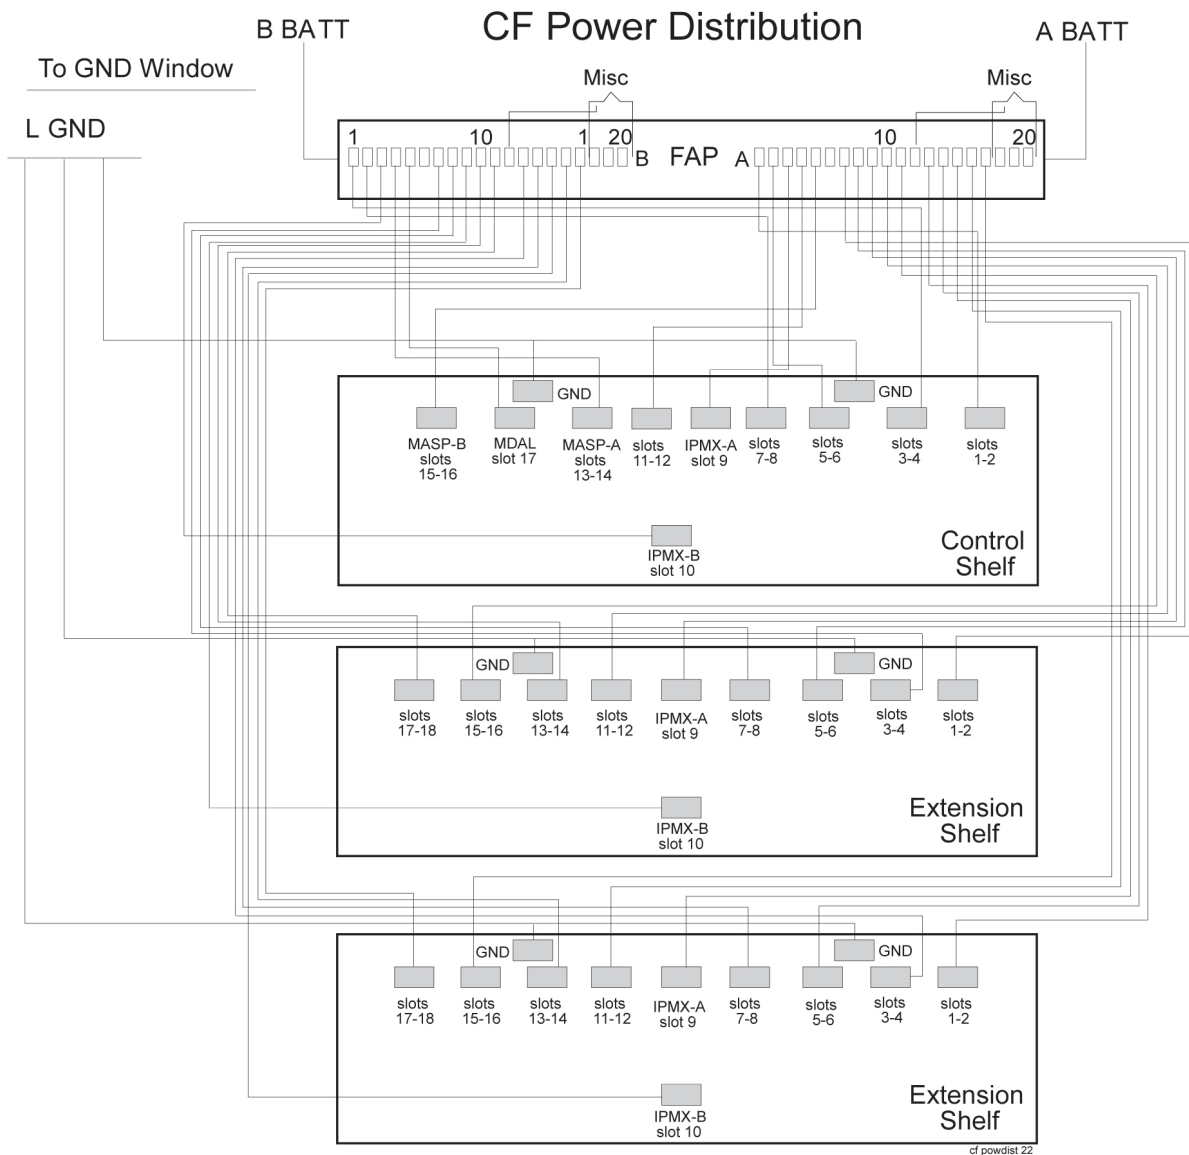 CF Power Distribution
B BATT
A BATT
To GND Window
Misc
Misc
L GND
1
10
1
20
10
20
B
FAP
A
GND
GND
MASP-B
slots
15-16
MDAL
slot 17
MASP-A
slots
13-14
slots
11-12
IPMX-A
slot 9
slots
7-8
slots
5-6
slots
3-4
slots
1-2
IPMX-B
slot 10
Control
Shelf
GND
GND
slots
17-18
slots
15-16
slots
13-14
slots
11-12
IPMX-A
slot 9
slots
7-8
slots
5-6
slots
3-4
slots
1-2
IPMX-B
slot 10
Extension
Shelf
GND
GND
slots
17-18
slots
15-16
slots
13-14
slots
11-12
IPMX-A
slot 9
slots
7-8
slots
5-6
slots
3-4
slots
1-2
IPMX-B
slot 10
Extension
Shelf
cf powdist 22